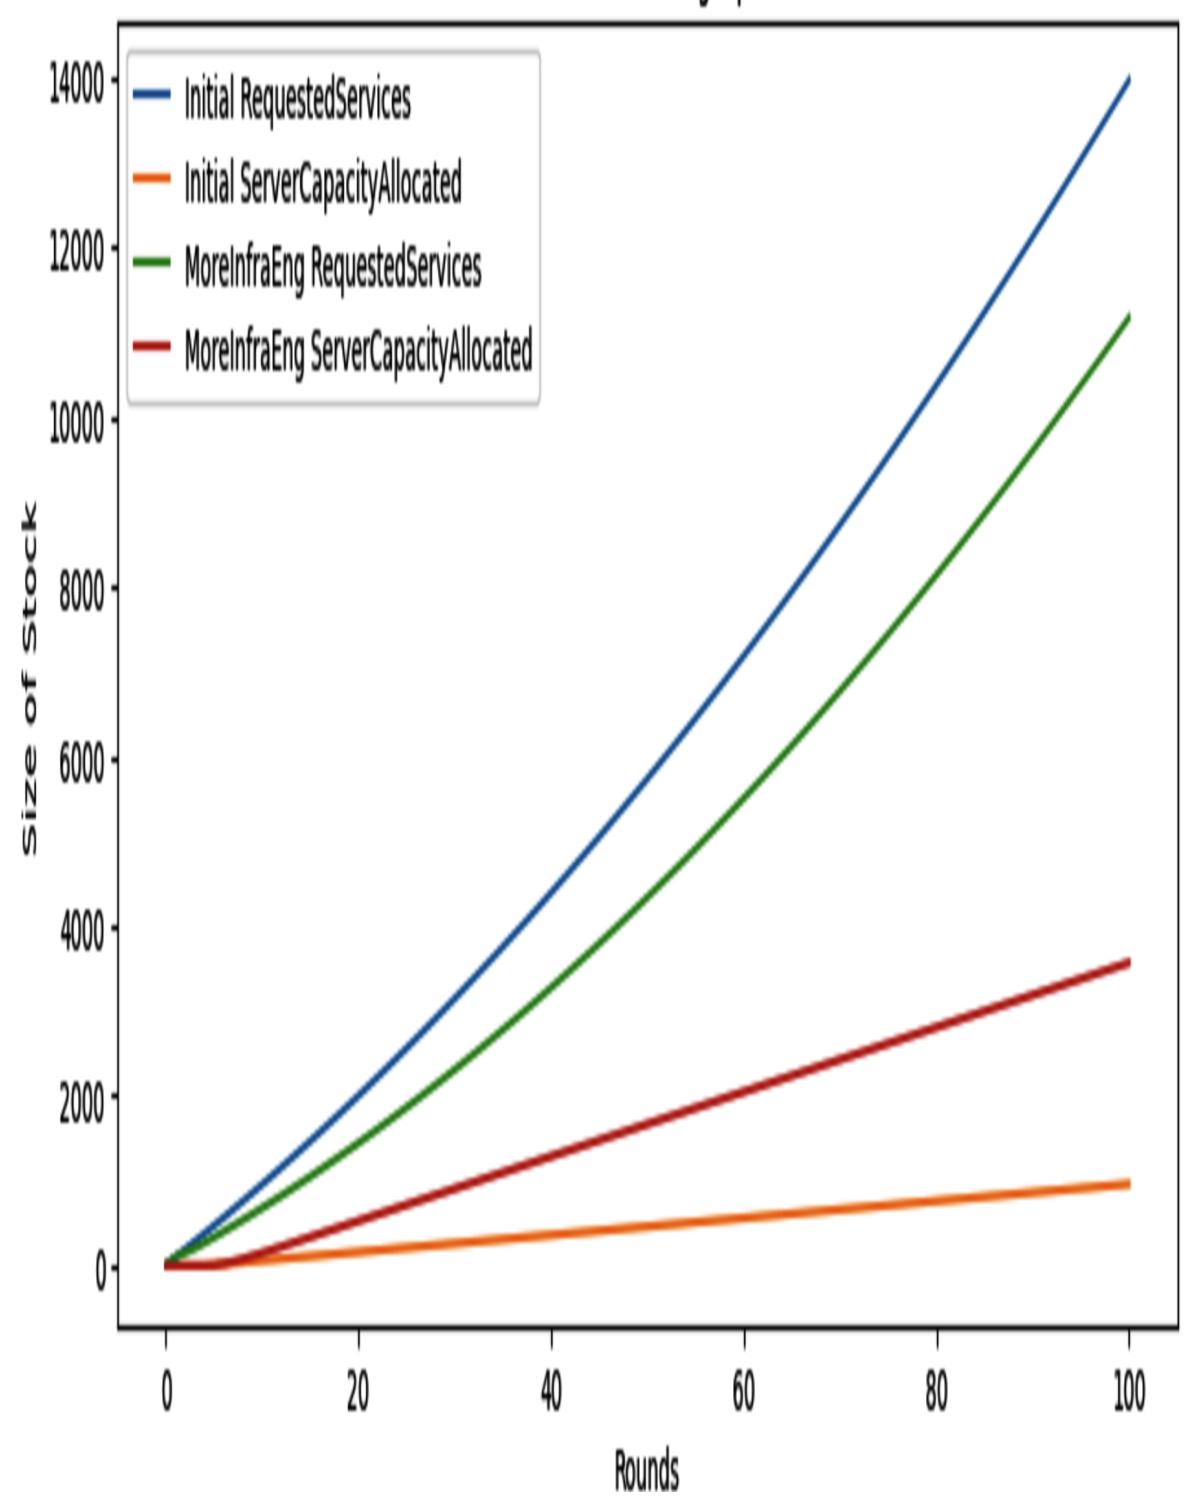 14000
12000
10000
8000
6000
4000
2000
0
Initial RequestedServices
Initial ServerCapacityAllocated
MoreInfraEng RequestedServices
MoreInfraEng ServerCapacityAllocated
Size of Stock
0 20 40 60 80 100
Rounds